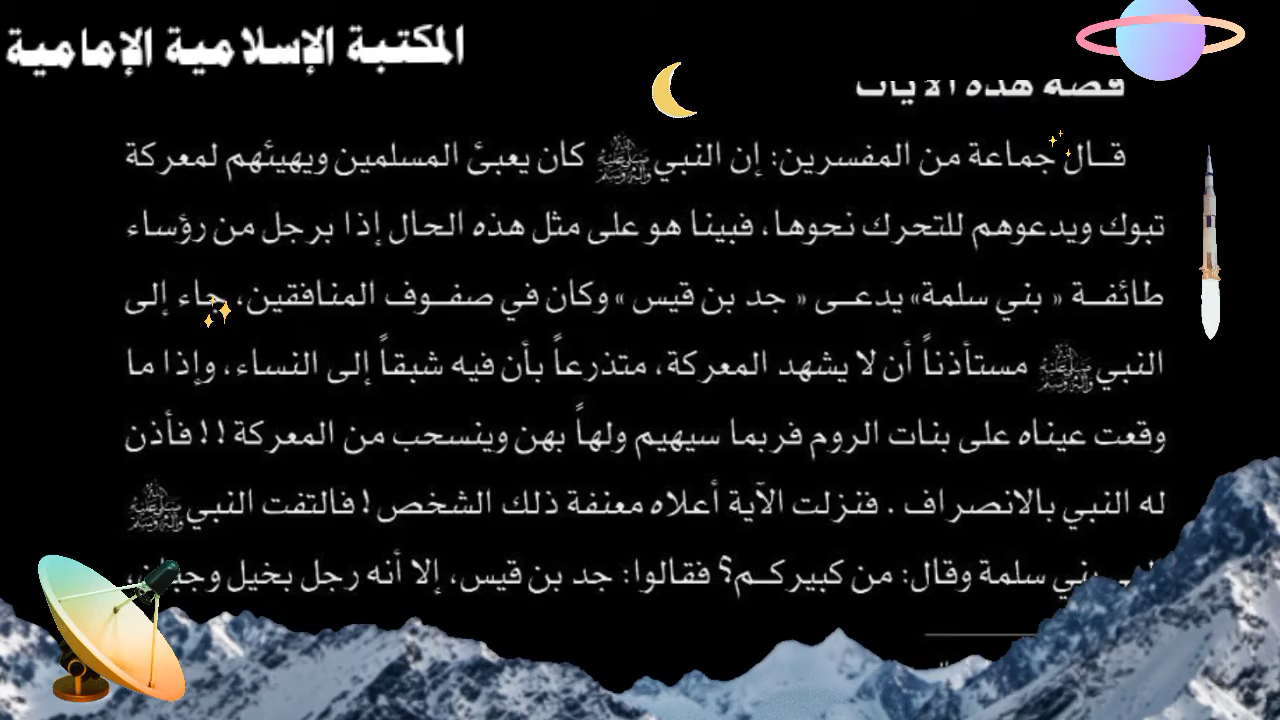 المكتبة الإسلامية الإمامية
قصة هذه الآيات
قــال جماعة من المفسرين: إن النبي ﷺ كان يعبئ المسلمين ويهيئهم لمعركة
تبوك ويدعوهم للتحرك نحوها، فبينا هو على مثل هذه الحال إذا برجل من رؤساء
طائفــة « بني سلمة» يدعــى « جد بن قيس » وكان في صفــوف المنافقين، جاء إلى
النبي ﷺ مستأذناً أن لا يشهد المعركة، متذرعاً بأن فيه شبقاً إلى النساء، وإذا ما
وقعت عيناه على بنات الروم فربما سيهيم ولهاً بهن وينسحب من المعركة!! فأذن
له النبي بالانصراف . فنزلت الآية أعلاه معنفة ذلك الشخص! فالتفت النبي ﷺ
بني سلمة وقال: من كبيركــم؟ فقالوا: جد بن قيس، إلا أنه رجل بخيل وجبان،